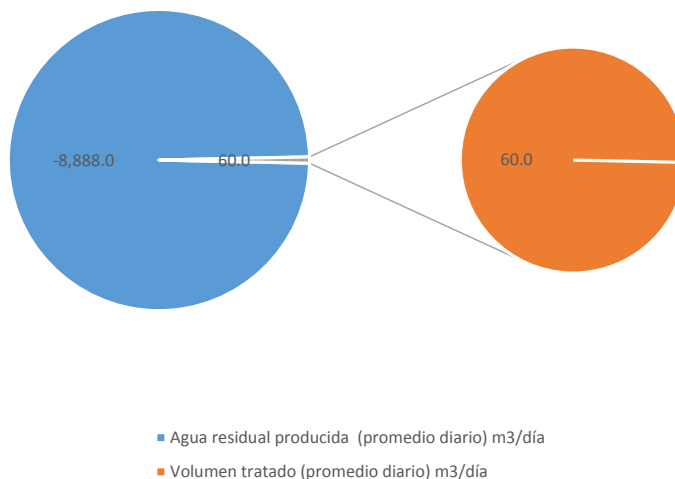 -8,888.0
60.0
60.0
Agua residual producida (promedio diario) m3/día
Volumen tratado (promedio diario) m3/día